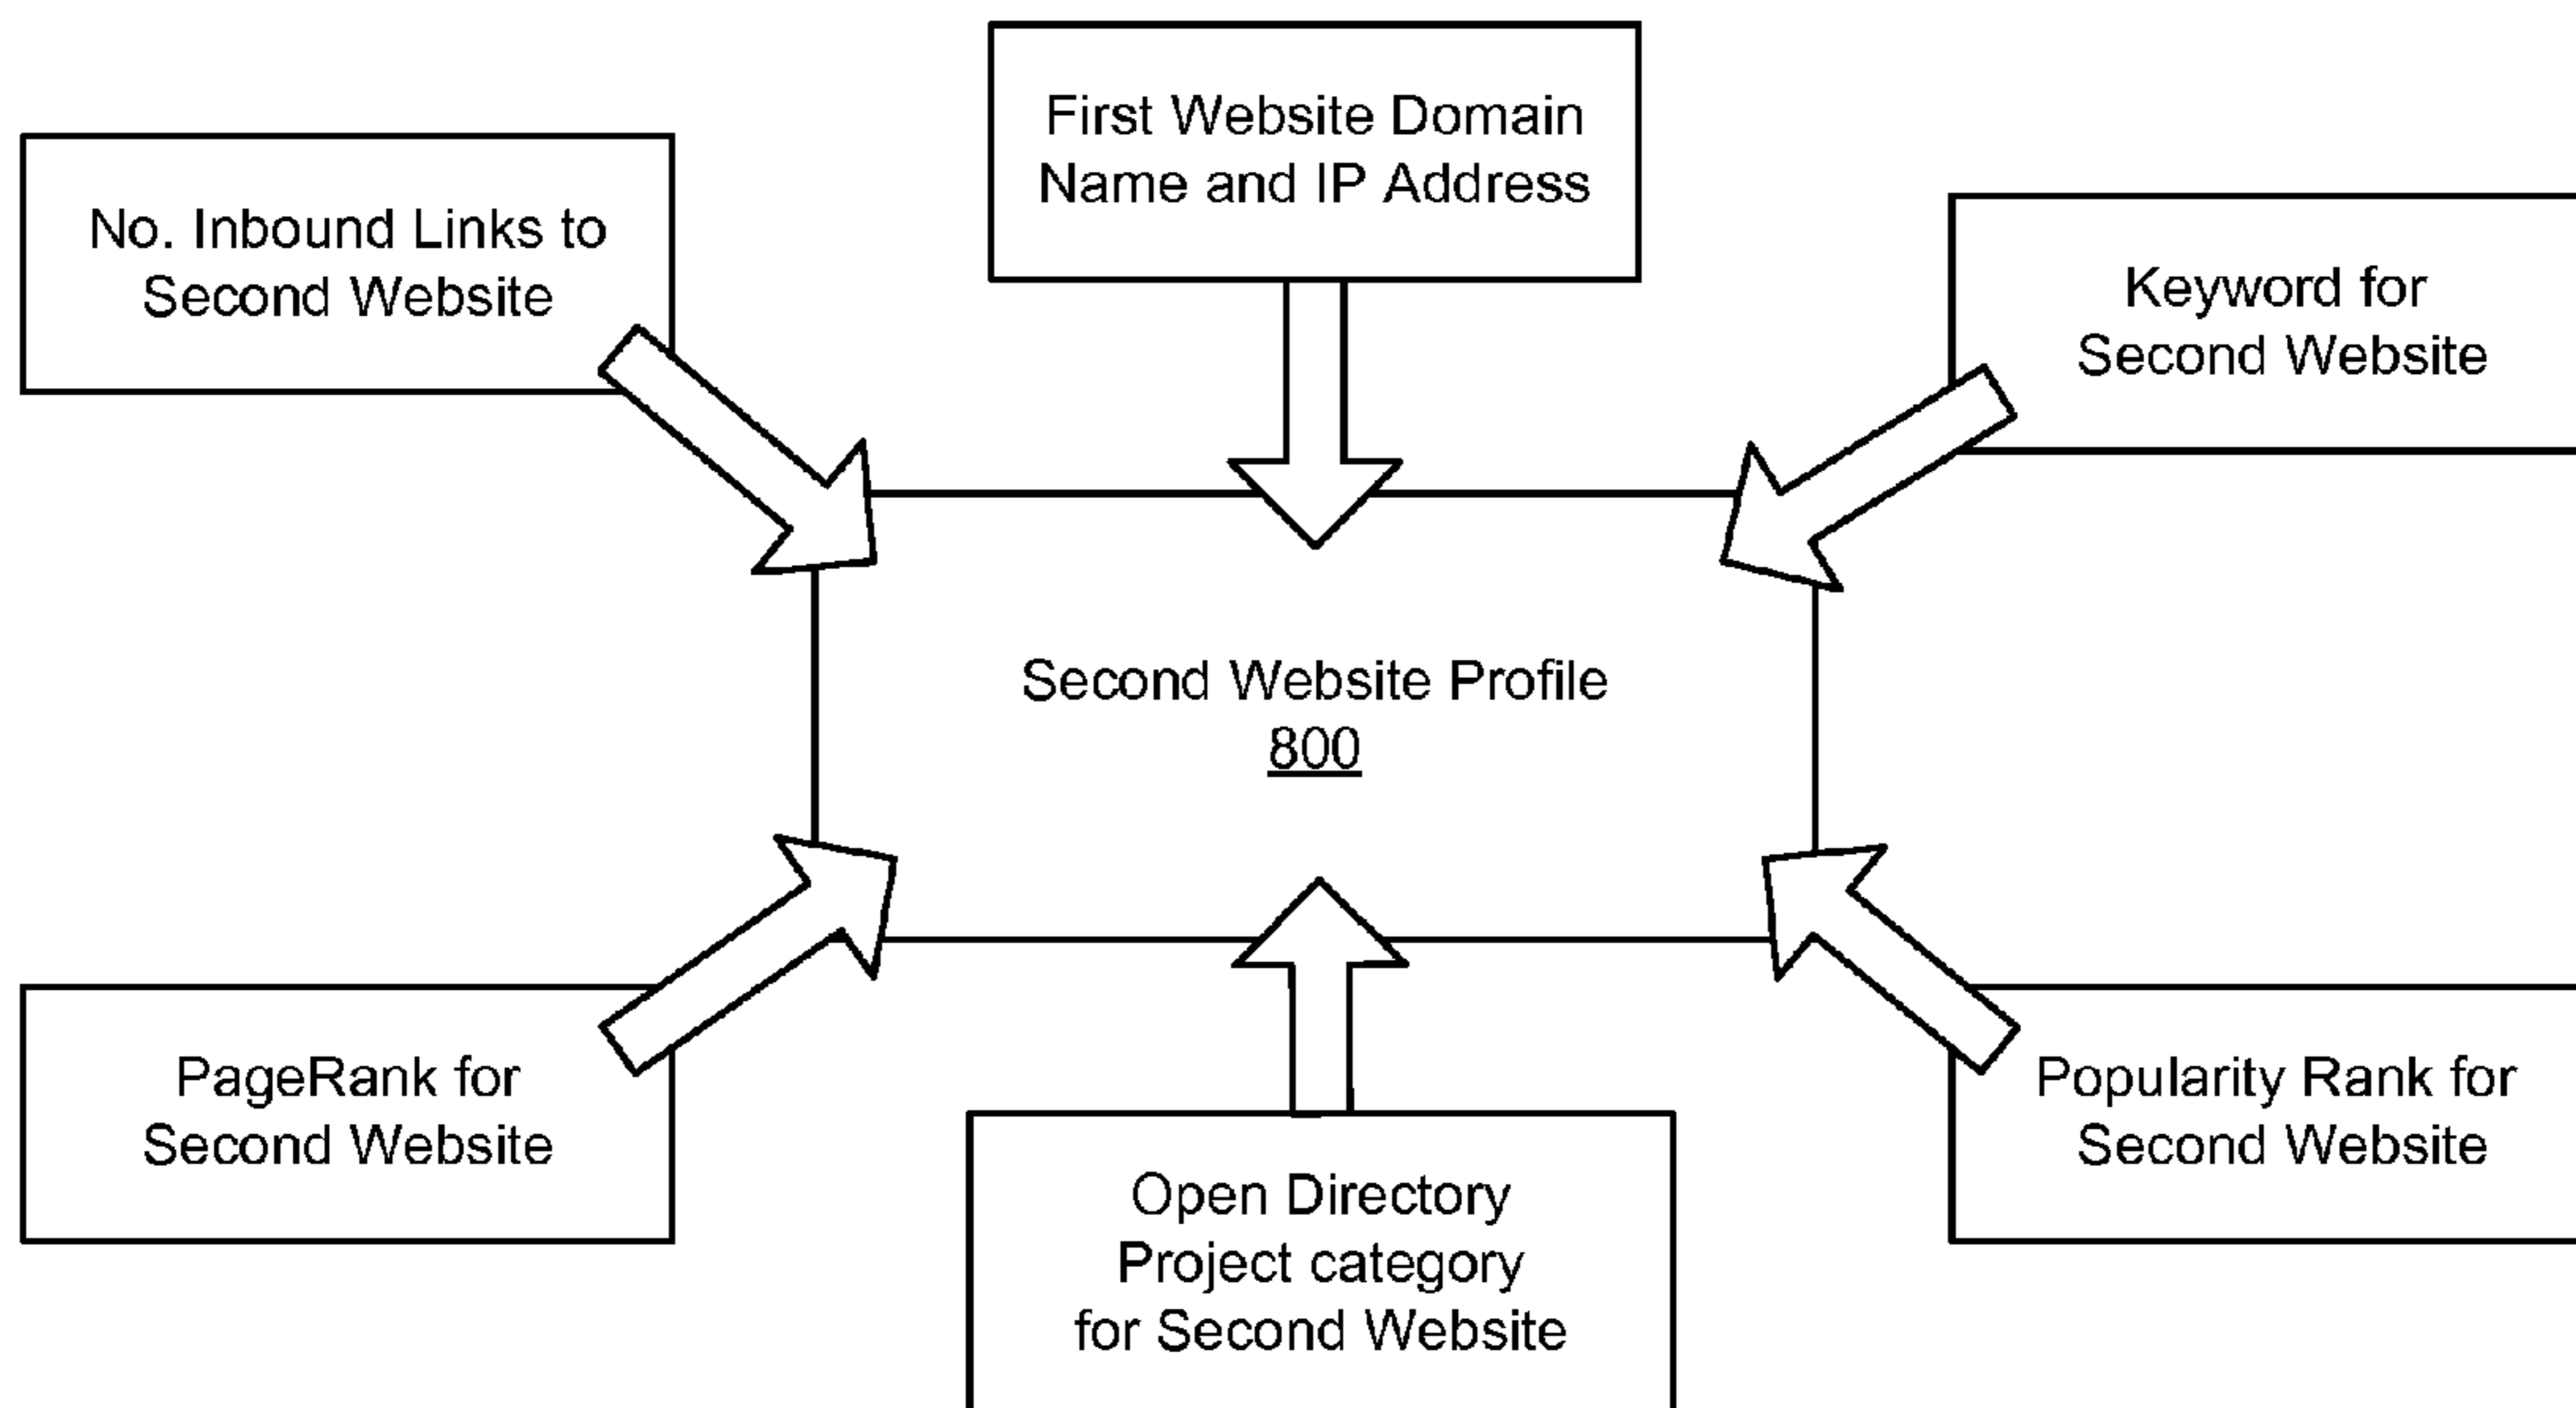 First Website Domain
Name and IP Address
No. Inbound Links to
Second Website
Keyword for
Second Website
Second Website Profile
800
PageRank for
Second Website
Popularity Rank for
Second Website
Open Directory
Project category
for Second Website